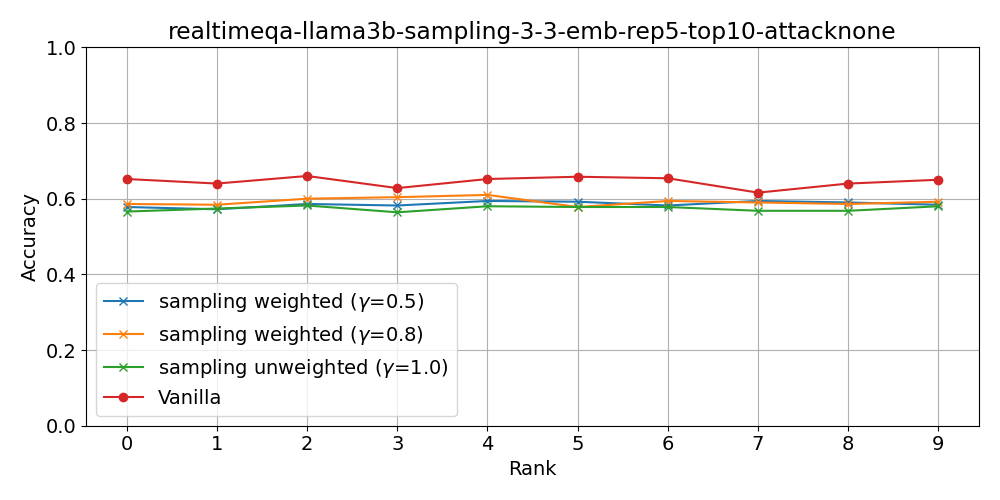 realtimeqa-llama3b-sampling-3-3-emb-rep5-top10-attacknone
1.0
0.8
0.6
0.4
0.2
0.0
Accuracy
sampling weighted (γ=0.5)
sampling weighted (γ=0.8)
sampling unweighted (γ=1.0)
Vanilla
0 1 2 3 4 5 6 7 8 9
Rank